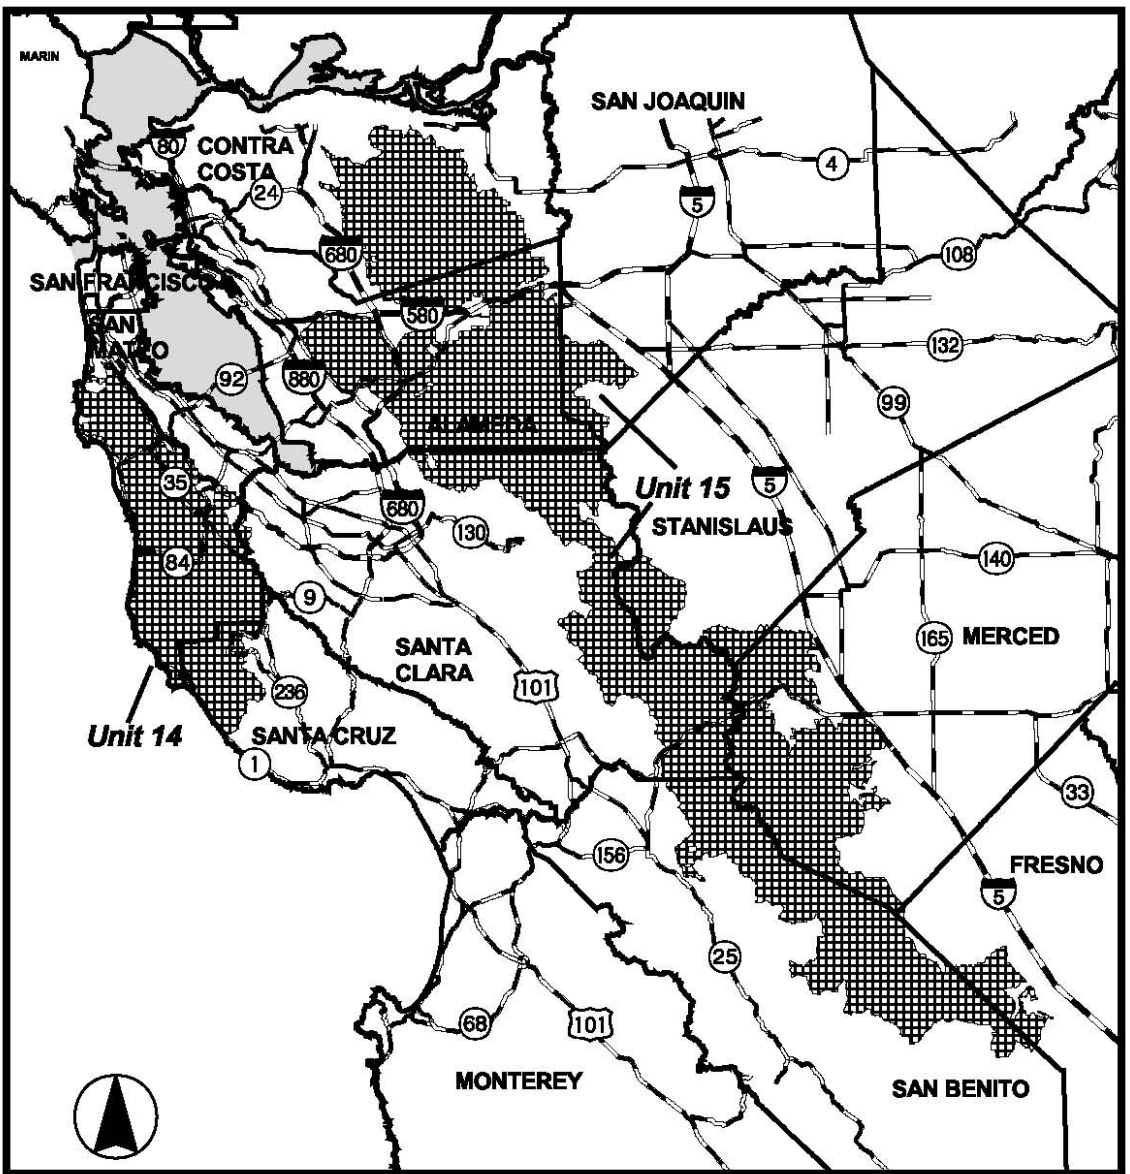 MARIN
SAN JOAQUIN
80
CONTRA
COSTA
4
24
5
680
108
SAN FRANCISCO
580
SAN
MATEO
132
92
880
99
ALAMEDA
35
5
Unit 15
680
STANISLAUS
130
84
140
9
165
MERCED
SANTA
CLARA
101
236
Unit 14
SANTA CRUZ
1
33
156
FRESNO
5
25
68
101
MONTEREY
SAN BENITO